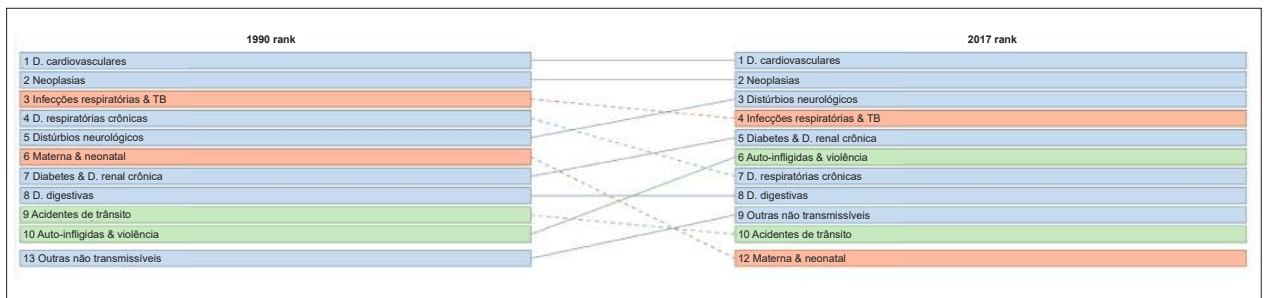 1990 rank
1 D. cardiovasculares
2 Neoplasias
3 Infecções respiratórias & TB
4 D. respiratórias crônicas
5 Distúrbios neurológicos
6 Materna & neonatal
7 Diabetes & D. renal crônica
8 D. digestivas
9 Acidentes de trânsito
10 Auto-infligidas & violência
13 Outras não transmissíveis
2017 rank
1 D. cardiovasculares
2 Neoplasias
3 Distúrbios neurológicos
4 Infecções respiratórias & TB
5 Diabetes & D. renal crônica
6 Auto-infligidas & violência
7 D. respiratórias crônicas
8 D. digestivas
9 Outras não transmissíveis
10 Acidentes de trânsito
12 Materna & neonatal